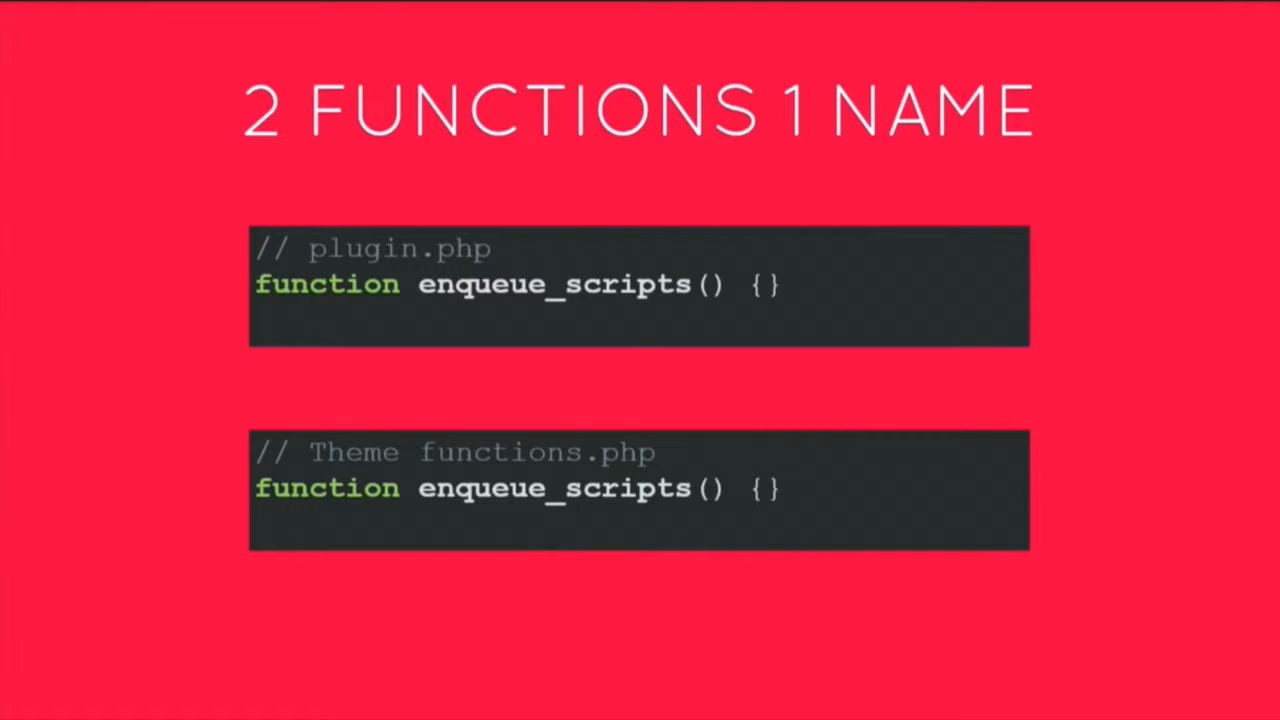 2 FUNCTIONS 1 NAME
// plugin.php
function enqueue_scripts() {}
// Theme functions.php
function enqueue_scripts() {}